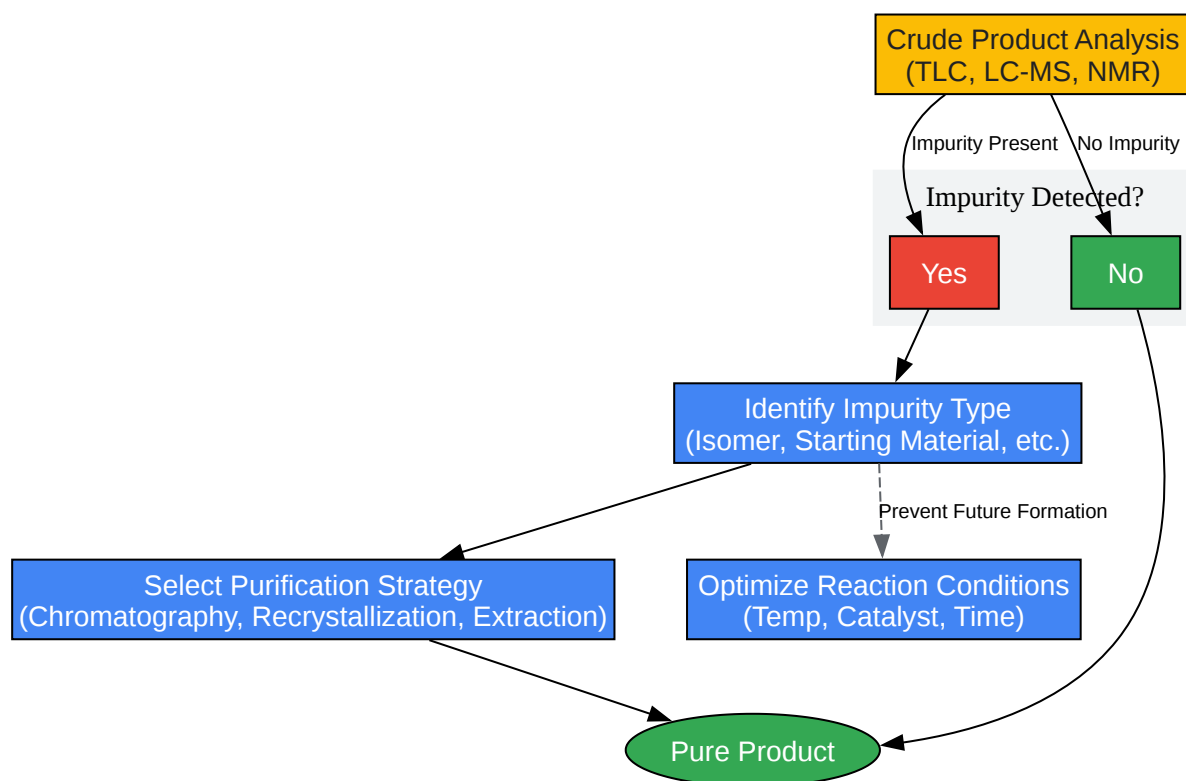 Crude Product Analysis
(TLC, LC-MS, NMR)
Impurity Present
No Impurity
Impurity Detected?
Yes
No
Identify Impurity Type
(Isomer, Starting Material, etc.)
Prevent Future Formation
Select Purification Strategy
(Chromatography, Recrystallization, Extraction)
Optimize Reaction Conditions
(Temp, Catalyst, Time)
Pure Product